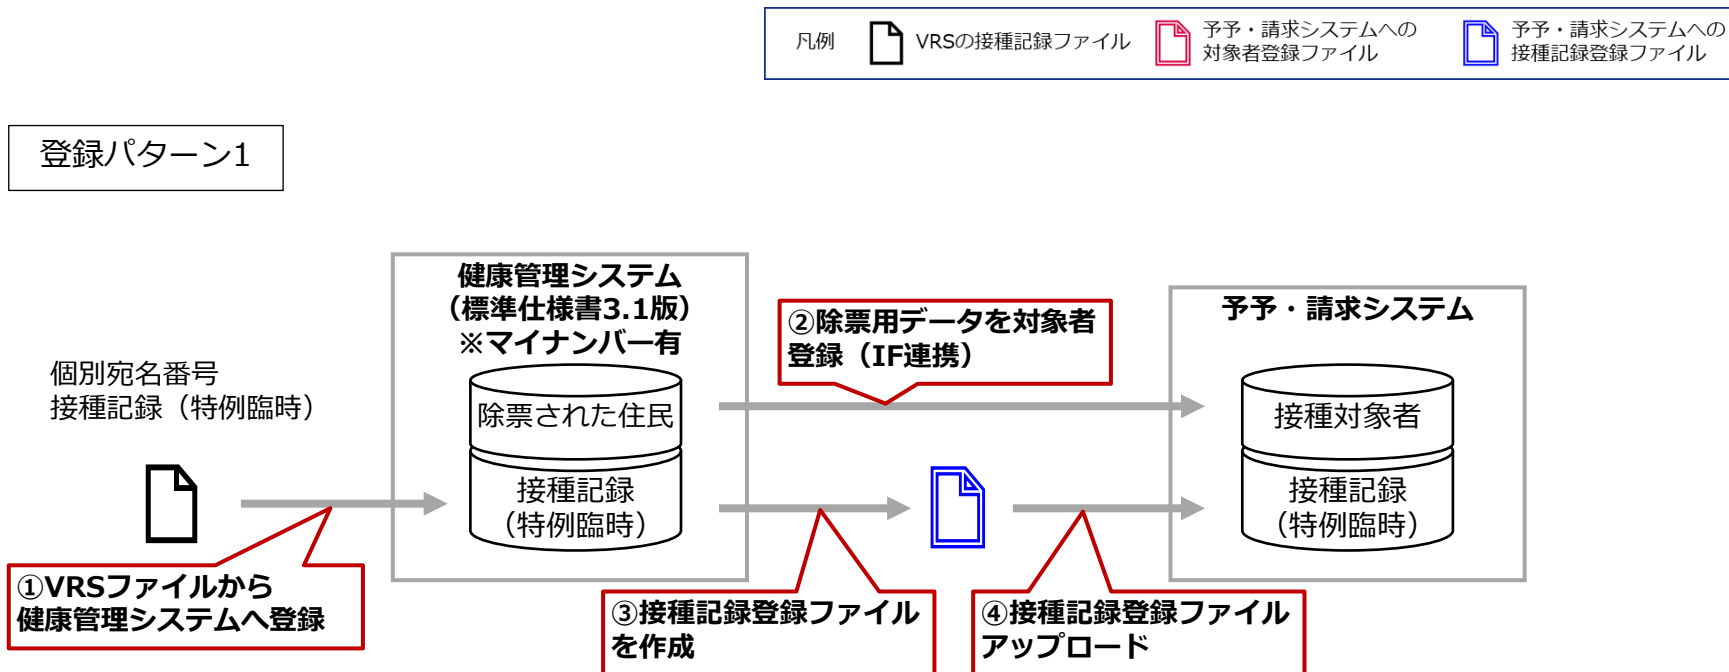 凡例
VRSの接種記録ファイル
予予・請求システムへの
対象者登録ファイル
予予・請求システムへの
接種記録登録ファイル
登録パターン1
個別宛名番号
接種記録（特例臨時）
健康管理システム
（標準仕様書3.1版）
※マイナンバー有
除票された住民
接種記録
（特例臨時）
①VRSファイルから
健康管理システムへ登録
②除票用データを対象者
登録（IF連携）
③接種記録登録ファイル
を作成
④接種記録登録ファイル
アップロード
予予・請求システム
接種対象者
接種記録
（特例臨時）